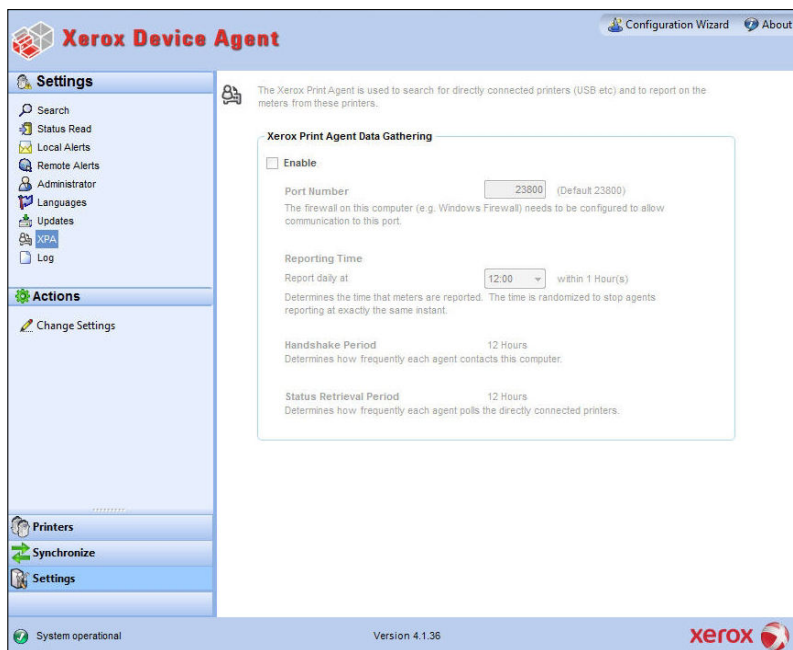 Xerox Device Agent
Configuration Wizard
About
Settings
Search
Status Read
Local Alerts
Remote Alerts
Administrator
Languages
Updates
XPA
Log
Actions
Change Settings
Printers
Synchronize
Settings
The Xerox Print Agent is used to search for directly connected printers (USB etc) and to report on the
meters from these printers.
Xerox Print Agent Data Gathering
Enable
Port Number 23800 (Default 23800)
The firewall on this computer (e.g. Windows Firewall) needs to be configured to allow
communication to this port.
Reporting Time
Report daily at 12:00 within 1 Hour(s)
Determines the time that meters are reported. The time is randomized to stop agents
reporting at exactly the same instant.
Handshake Period 12 Hours
Determines how frequently each agent contacts this computer.
Status Retrieval Period 12 Hours
Determines how frequently each agent polls the directly connected printers.
System operational
Version 4.1.36
xerox